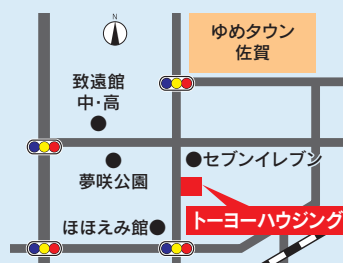 N
ゆめタウン
佐賀
致遠館
中・高
セブンイレブン
夢咲公園
トーヨーハウジング
ほほえみ館